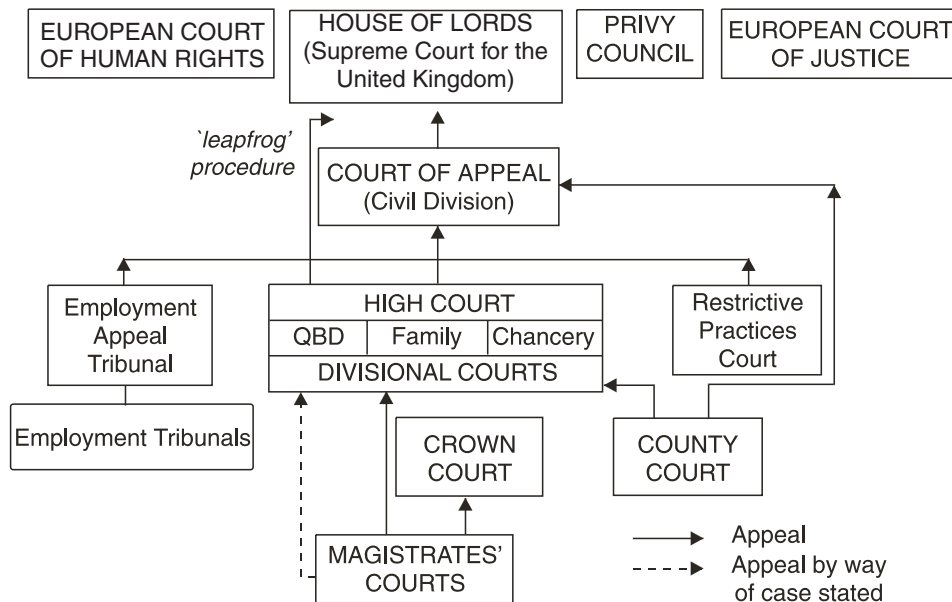 EUROPEAN COURT
OF HUMAN RIGHTS
HOUSE OF LORDS
(Supreme Court for the
United Kingdom)
PRIVY
COUNCIL
EUROPEAN COURT
OF JUSTICE
`leapfrog'
procedure
COURT OF APPEAL
(Civil Division)
Employment
Appeal
Tribunal
HIGH COURT
QBD
Family
Chancery
DIVISIONAL COURTS
Restrictive
Practices
Court
Employment Tribunals
CROWN
COURT
COUNTY
COURT
MAGISTRATES'
COURTS
Appeal
Appeal by way
of case stated